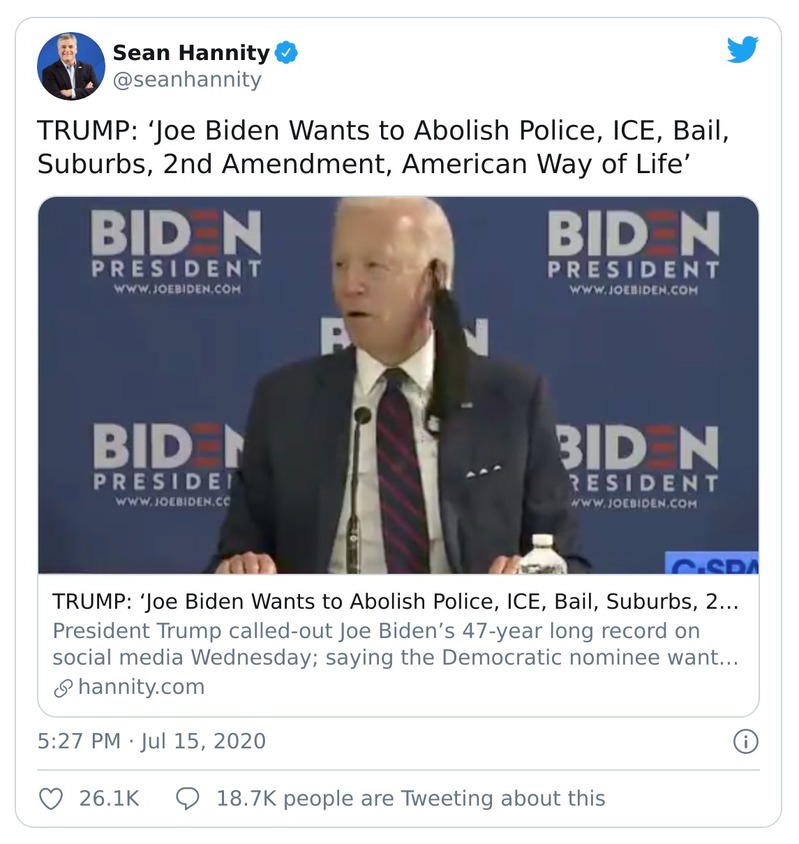 Sean Hannity
@seanhannity
TRUMP: ‘Joe Biden Wants to Abolish Police, ICE, Bail,
Suburbs, 2nd Amendment, American Way of Life’
BIDEN BIDEN
PRESIDENT PRESIDENT
WWW.JOEBIDEN.COM WWW.JOEBIDEN.COM
B N
BIDEN BIDEN
PRESIDE RESIDENT
WWW.JOEBIDEN.CO WWW.JOEBIDEN.COM
C-SPA
TRUMP: ‘Joe Biden Wants to Abolish Police, ICE, Bail, Suburbs, 2...
President Trump called-out Joe Biden’s 47-year long record on
social media Wednesday; saying the Democratic nominee want...
hannity.com
5:27 PM · Jul 15, 2020
26.1K 18.7K people are Tweeting about this